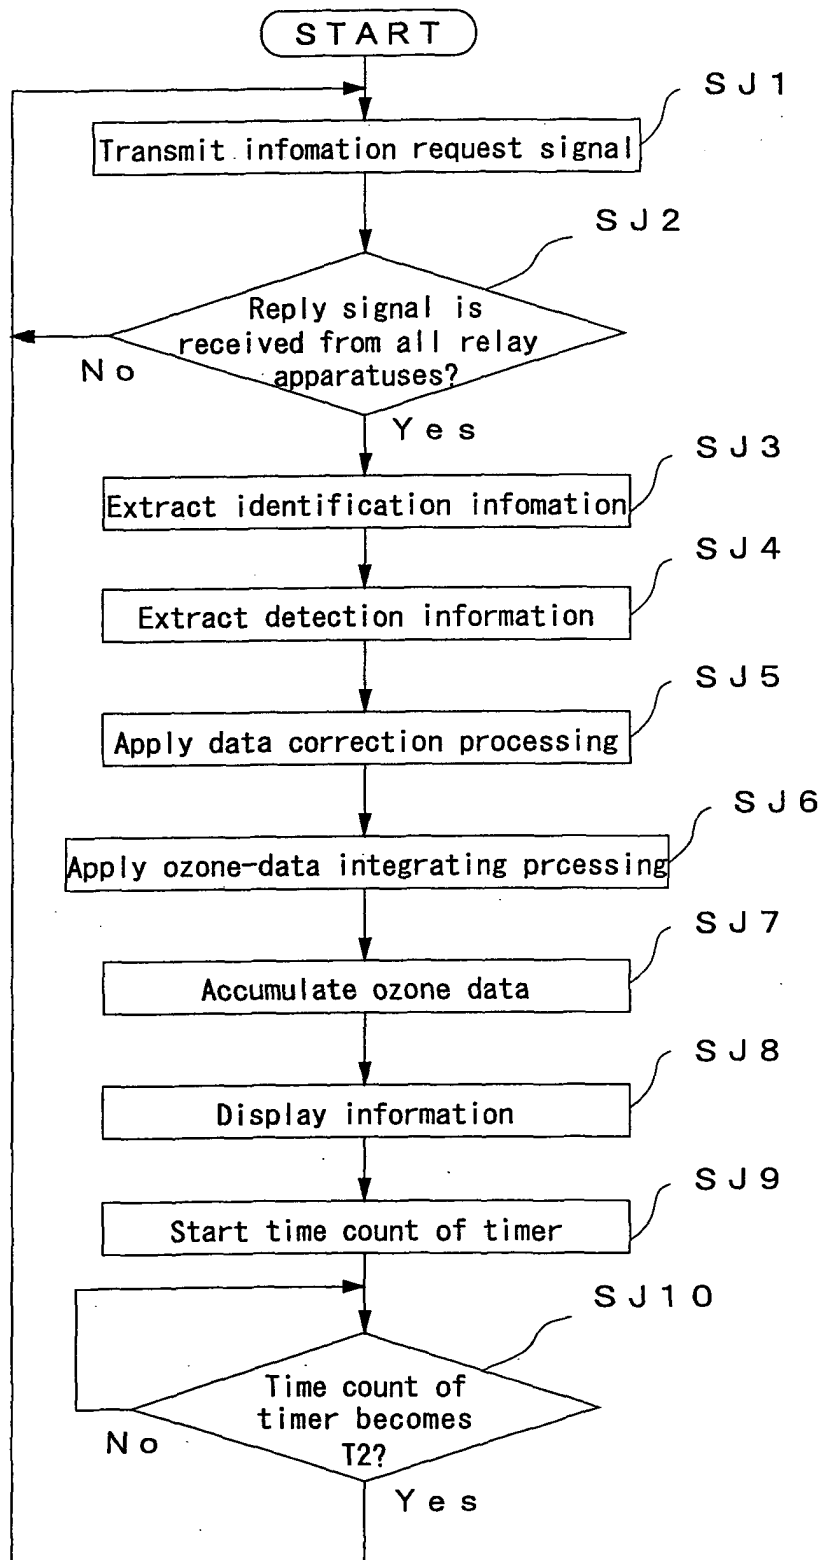 START
SJ1
Transmit infomation request signal
SJ2
Reply signal is
received from all relay
apparatuses?
No
Yes
SJ3
Extract identification infomation
SJ4
Extract detection information
SJ5
Apply data correction processing
SJ6
Apply ozone-data integrating prcessing
SJ7
Accumulate ozone data
SJ8
Display information
SJ9
Start time count of timer
SJ10
Time count of
timer becomes
T2?
No
Yes